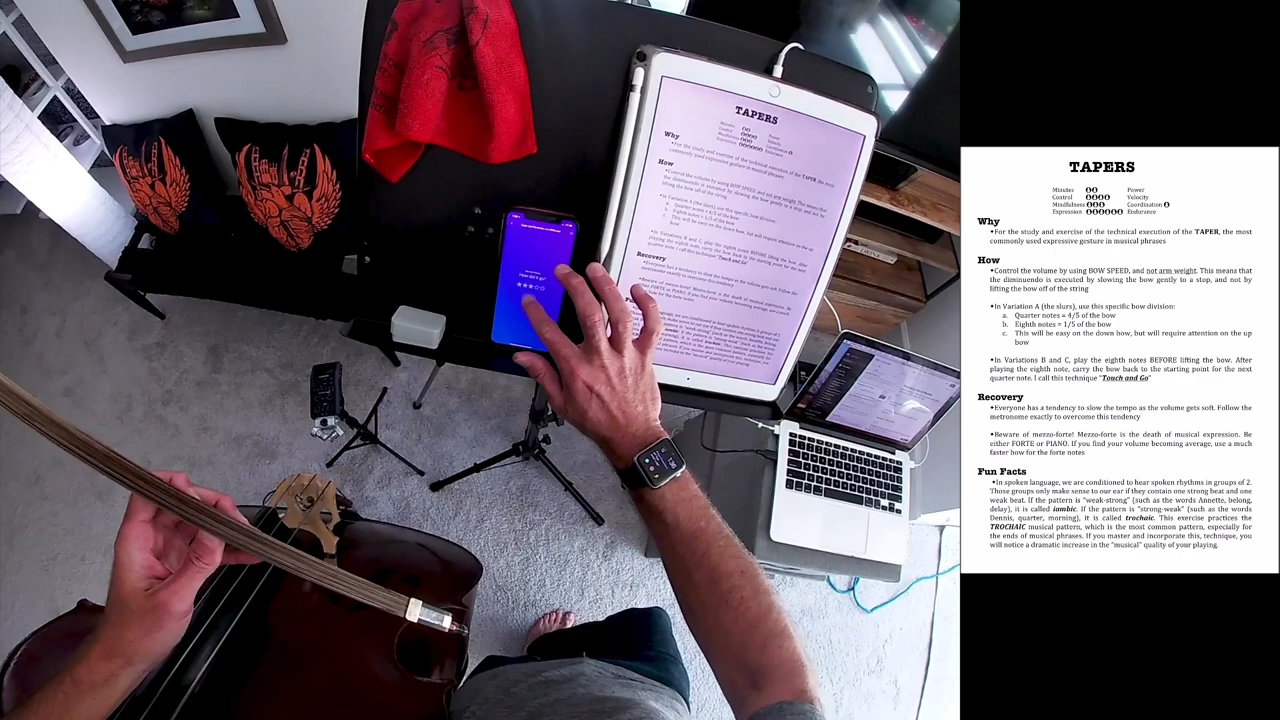 TAPERS
Why
How
Recovery
How did it go?
TAPERS
Minutes
Power
Control
Velocity
Mindfulness
Coordination
Expression
Endurance
Why
•For the study and exercise of the technical execution of the TAPER, the most
commonly used expressive gesture in musical phrases
How
•Control the volume by using BOW SPEED, and not arm weight. This means that
the diminuendo is executed by slowing the bow gently to a stop, and not by
lifting the bow off of the string
•In Variation A (the slurs), use this specific bow division:
a. Quarter notes = 4/5 of the bow
b. Eighth notes = 1/5 of the bow
c. This will be easy on the down bow, but will require attention on the up
bow
•In Variations B and C, play the eighth notes BEFORE lifting the bow. After
playing the eighth note, carry the bow back to the starting point for the next
quarter note. I call this technique "Touch and Go"
Recovery
•Everyone has a tendency to slow the tempo as the volume gets soft. Follow the
metronome exactly to overcome this tendency
•Beware of mezzo-forte! Mezzo-forte is the death of musical expression. Be
either FORTE or PIANO. If you find your volume becoming average, use a much
faster bow for the forte notes
Fun Facts
•In spoken language, we are conditioned to hear spoken rhythms in groups of 2.
Those groups only make sense to our ear if they contain one strong beat and one
weak beat. If the pattern is "weak-strong" (such as the words Annette, belong,
delay), it is called iambic. If the pattern is "strong-weak" (such as the words
Dennis, quarter, morning), it is called trochaic. This exercise practices the
TROCHAIC musical pattern, which is the most common pattern, especially for
the ends of musical phrases. If you master and incorporate this, technique, you
will notice a dramatic increase in the "musical" quality of your playing.